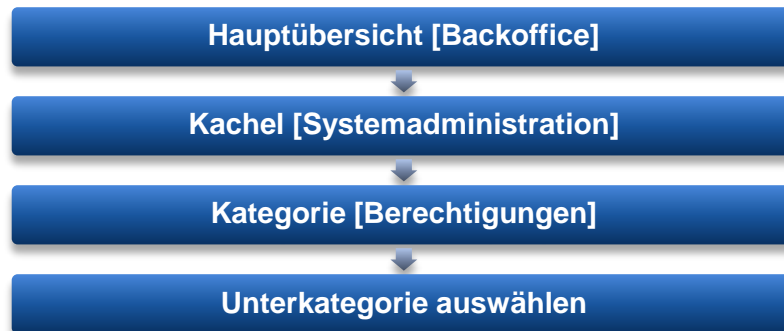 Hauptübersicht [Backoffice]
Kachel [Systemadministration]
Kategorie [Berechtigungen]
Unterkategorie auswählen